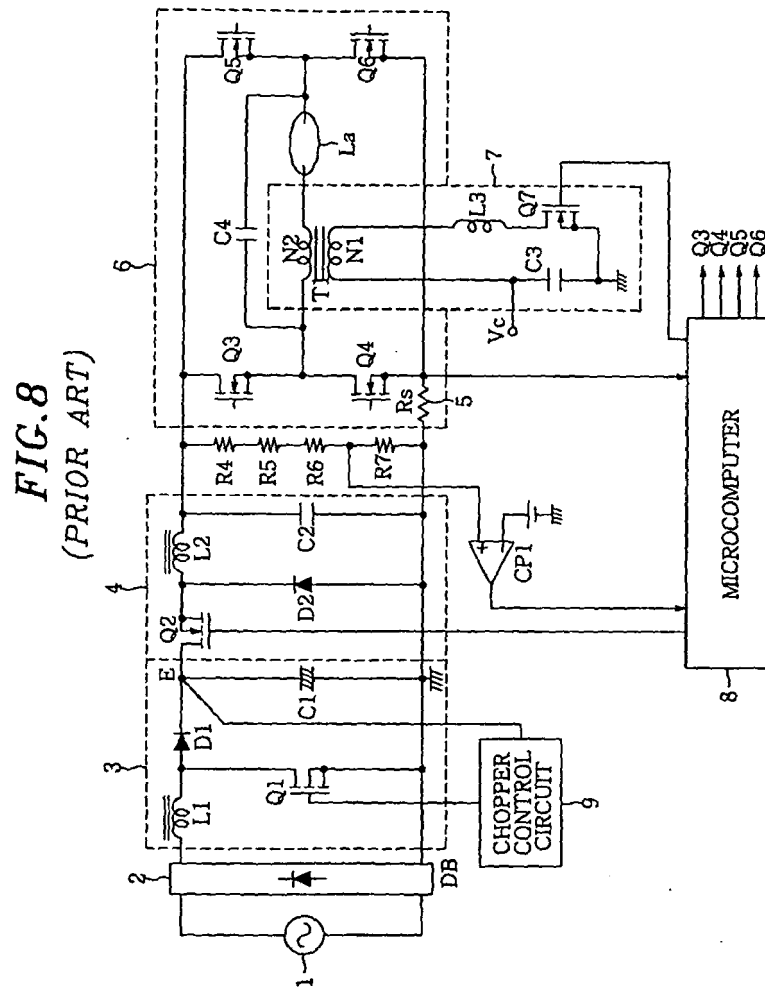 FIG.8
(PRIOR ART)
1
2
DB
3
L1
D1
Q1
E
C1
CHOPPER
CONTROL
CIRCUIT
9
4
Q2
D2
L2
C2
R4
R5
R6
R7
CP1
Rs
5
6
Q3
Q4
C4
N2
T
N1
La
Q5
Q6
7
L3
Q7
C3
Vc
MICROCOMPUTER
8
Q3
Q4
Q5
Q6